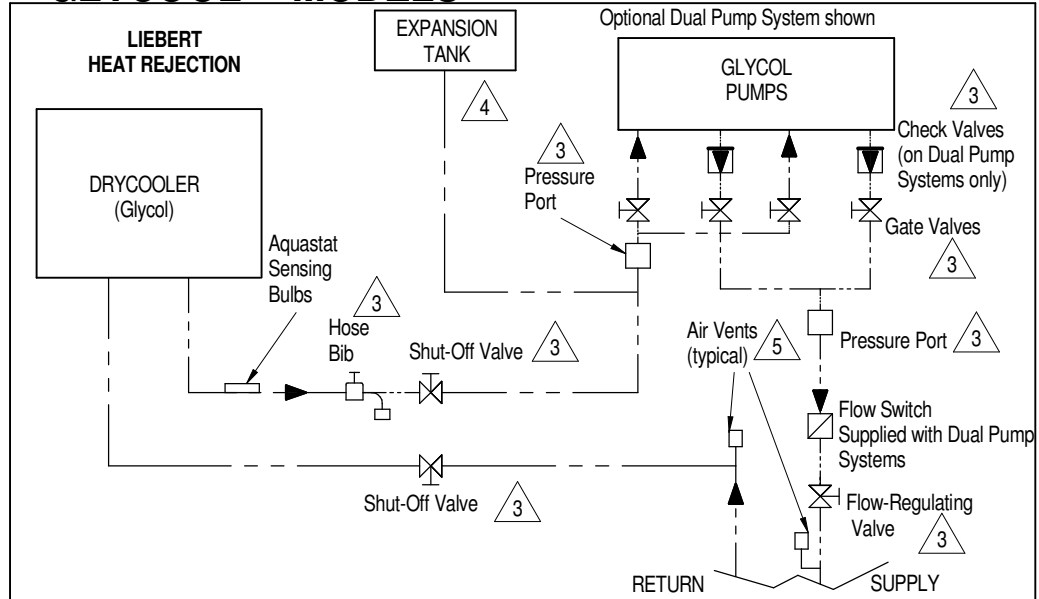 LIEBERT
HEAT REJECTION
EXPANSION
TANK
4
Optional Dual Pump System shown
GLYCOL
PUMPS
3
Check Valves
(on Dual Pump
Systems only)
3
Pressure
Port
Gate Valves
3
DRYCOOLER
(Glycol)
Aquastat
Sensing
Bulbs
3
Hose
Bib
Shut-Off Valve
3
Air Vents
(typical)
5
Pressure Port
3
Flow Switch
Supplied with Dual Pump
Systems
Shut-Off Valve
3
Flow-Regulating
Valve
3
RETURN
SUPPLY